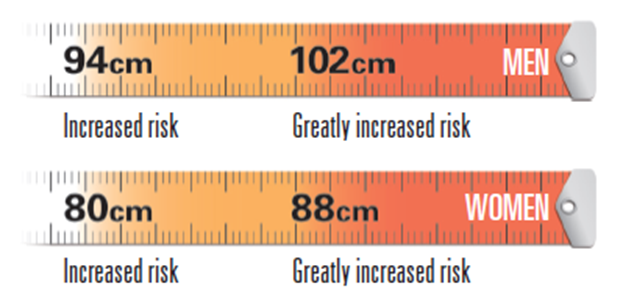 94cm 102cm MEN
Increased risk Greatly increased risk
80cm 88cm WOMEN
Increased risk Greatly increased risk